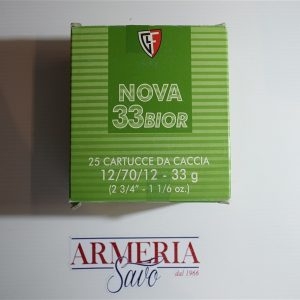 NOVA
33BIOR
25 CARTUCCE DA CACCIA
12/70/12 - 33 g
(2 3/4" - 1 1/6 oz.)
ARMERIA
Savo
dal 1966